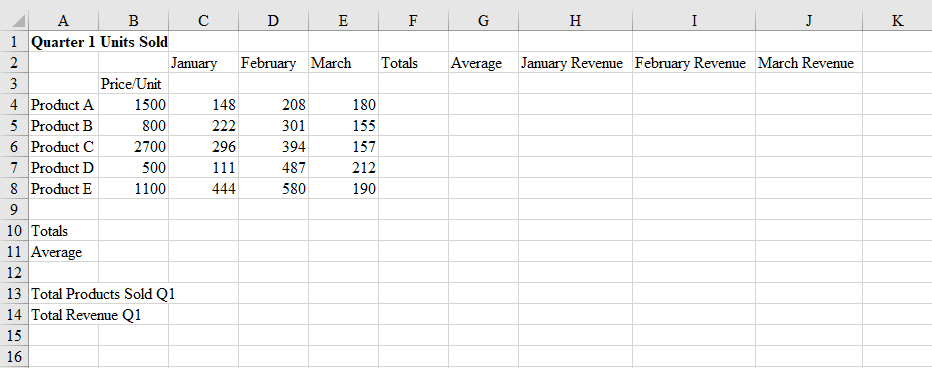 A B C D E F G H I J K
1 Quarter 1 Units Sold
2 January February March Totals Average January Revenue February Revenue March Revenue
3 Price/Unit
4 Product A 1500 148 208 180
5 Product B 800 222 301 155
6 Product C 2700 296 394 157
7 Product D 500 111 487 212
8 Product E 1100 444 580 190
9
10 Totals
11 Average
12
13 Total Products Sold Q1
14 Total Revenue Q1
15
16